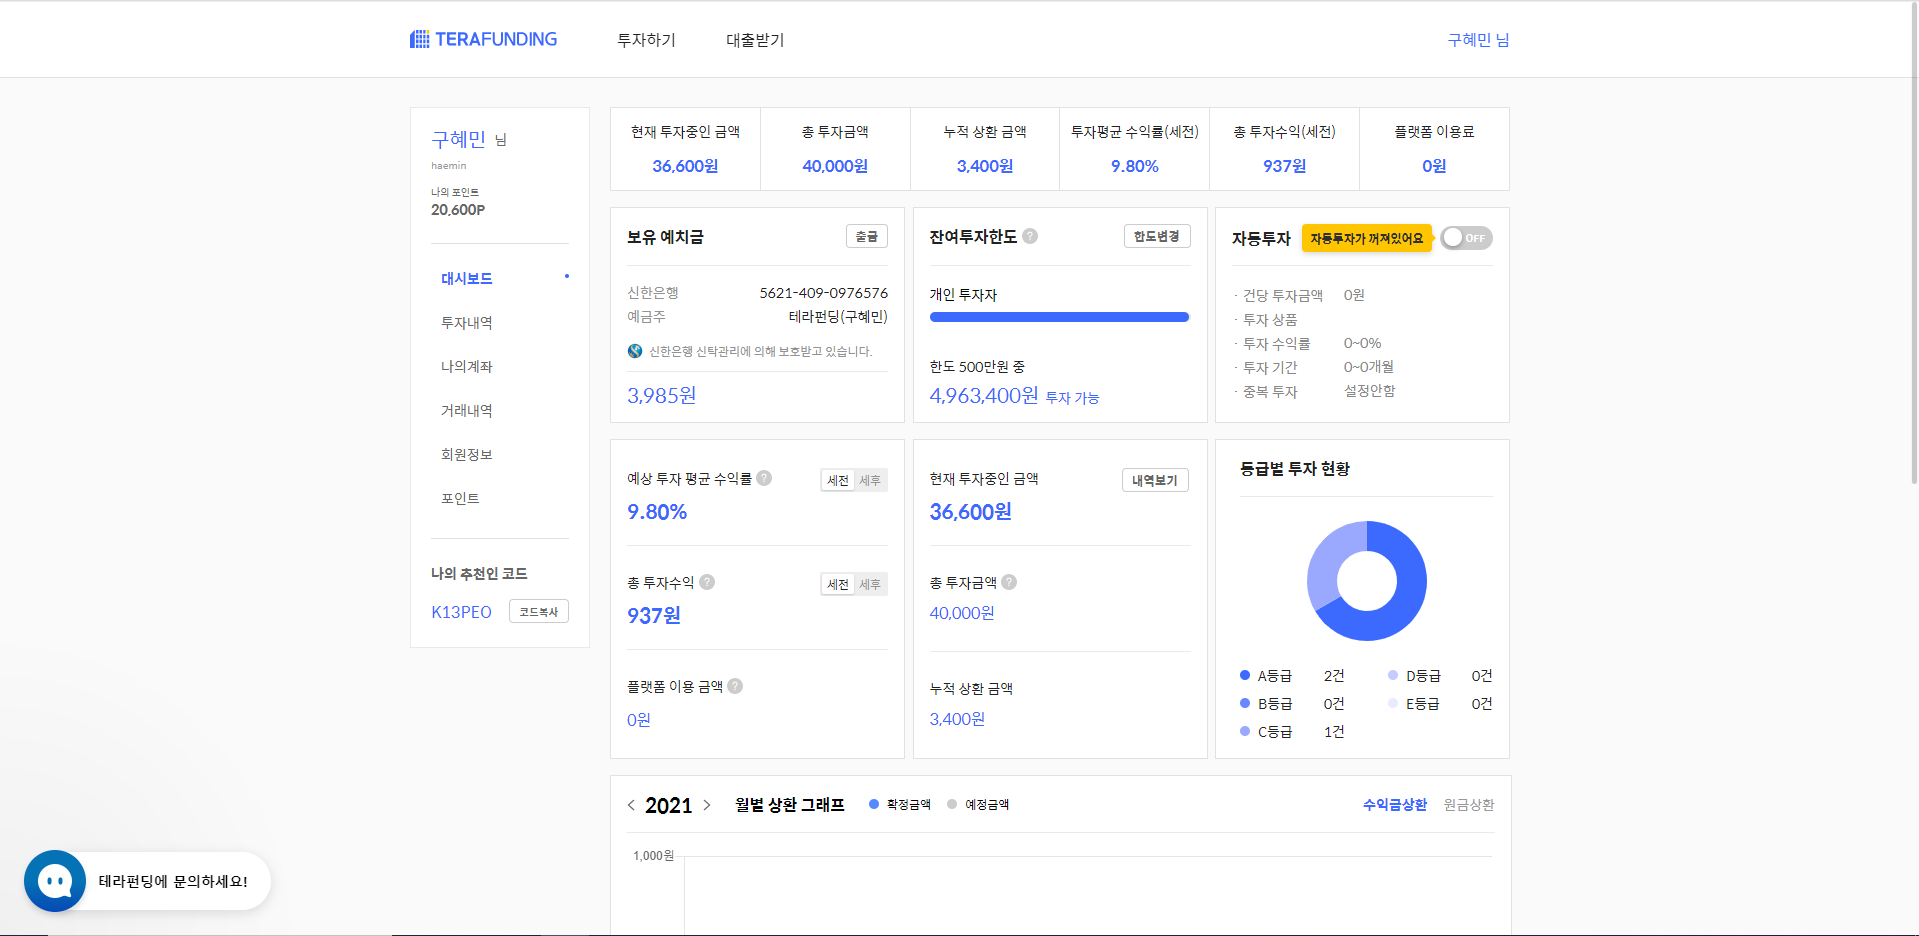 TERAFUNDING 투자하기 대출받기 구혜민 님
구혜민 님
haemin
나의 포인트
20,600P
대시보드
투자내역
나의계좌
거래내역
회원정보
포인트
나의 추천인 코드
K13PEO 코드복사
현재 투자중인 금액 총 투자금액 누적 상환 금액 투자평균 수익률(세전) 총 투자수익(세전) 플랫폼 이용료
36,600원 40,000원 3,400원 9.80% 937원 0원
보유 예치금 출금
신한은행 5621-409-0976576
예금주 테라펀딩(구혜민)
신한은행 신탁관리에 의해 보호받고 있습니다.
3,985원
잔여투자한도 ? 한도변경
개인 투자자
한도 500만원 중
4,963,400원 투자 가능
자동투자 자동투자가 꺼져있어요 OFF
· 건당 투자금액 0원
· 투자 상품
· 투자 수익률 0~0%
· 투자 기간 0~0개월
· 중복 투자 설정안함
예상 투자 평균 수익률 ? 세전 세후
9.80%
총 투자수익 ? 세전 세후
937원
플랫폼 이용 금액 ?
0원
현재 투자중인 금액 내역보기
36,600원
총 투자금액 ?
40,000원
누적 상환 금액
3,400원
등급별 투자 현황
A등급 2건 D등급 0건
B등급 0건 E등급 0건
C등급 1건
< 2021 > 월별 상환 그래프 확정금액 예정금액 수익금상환 원금상환
1,000원
테라펀딩에 문의하세요!